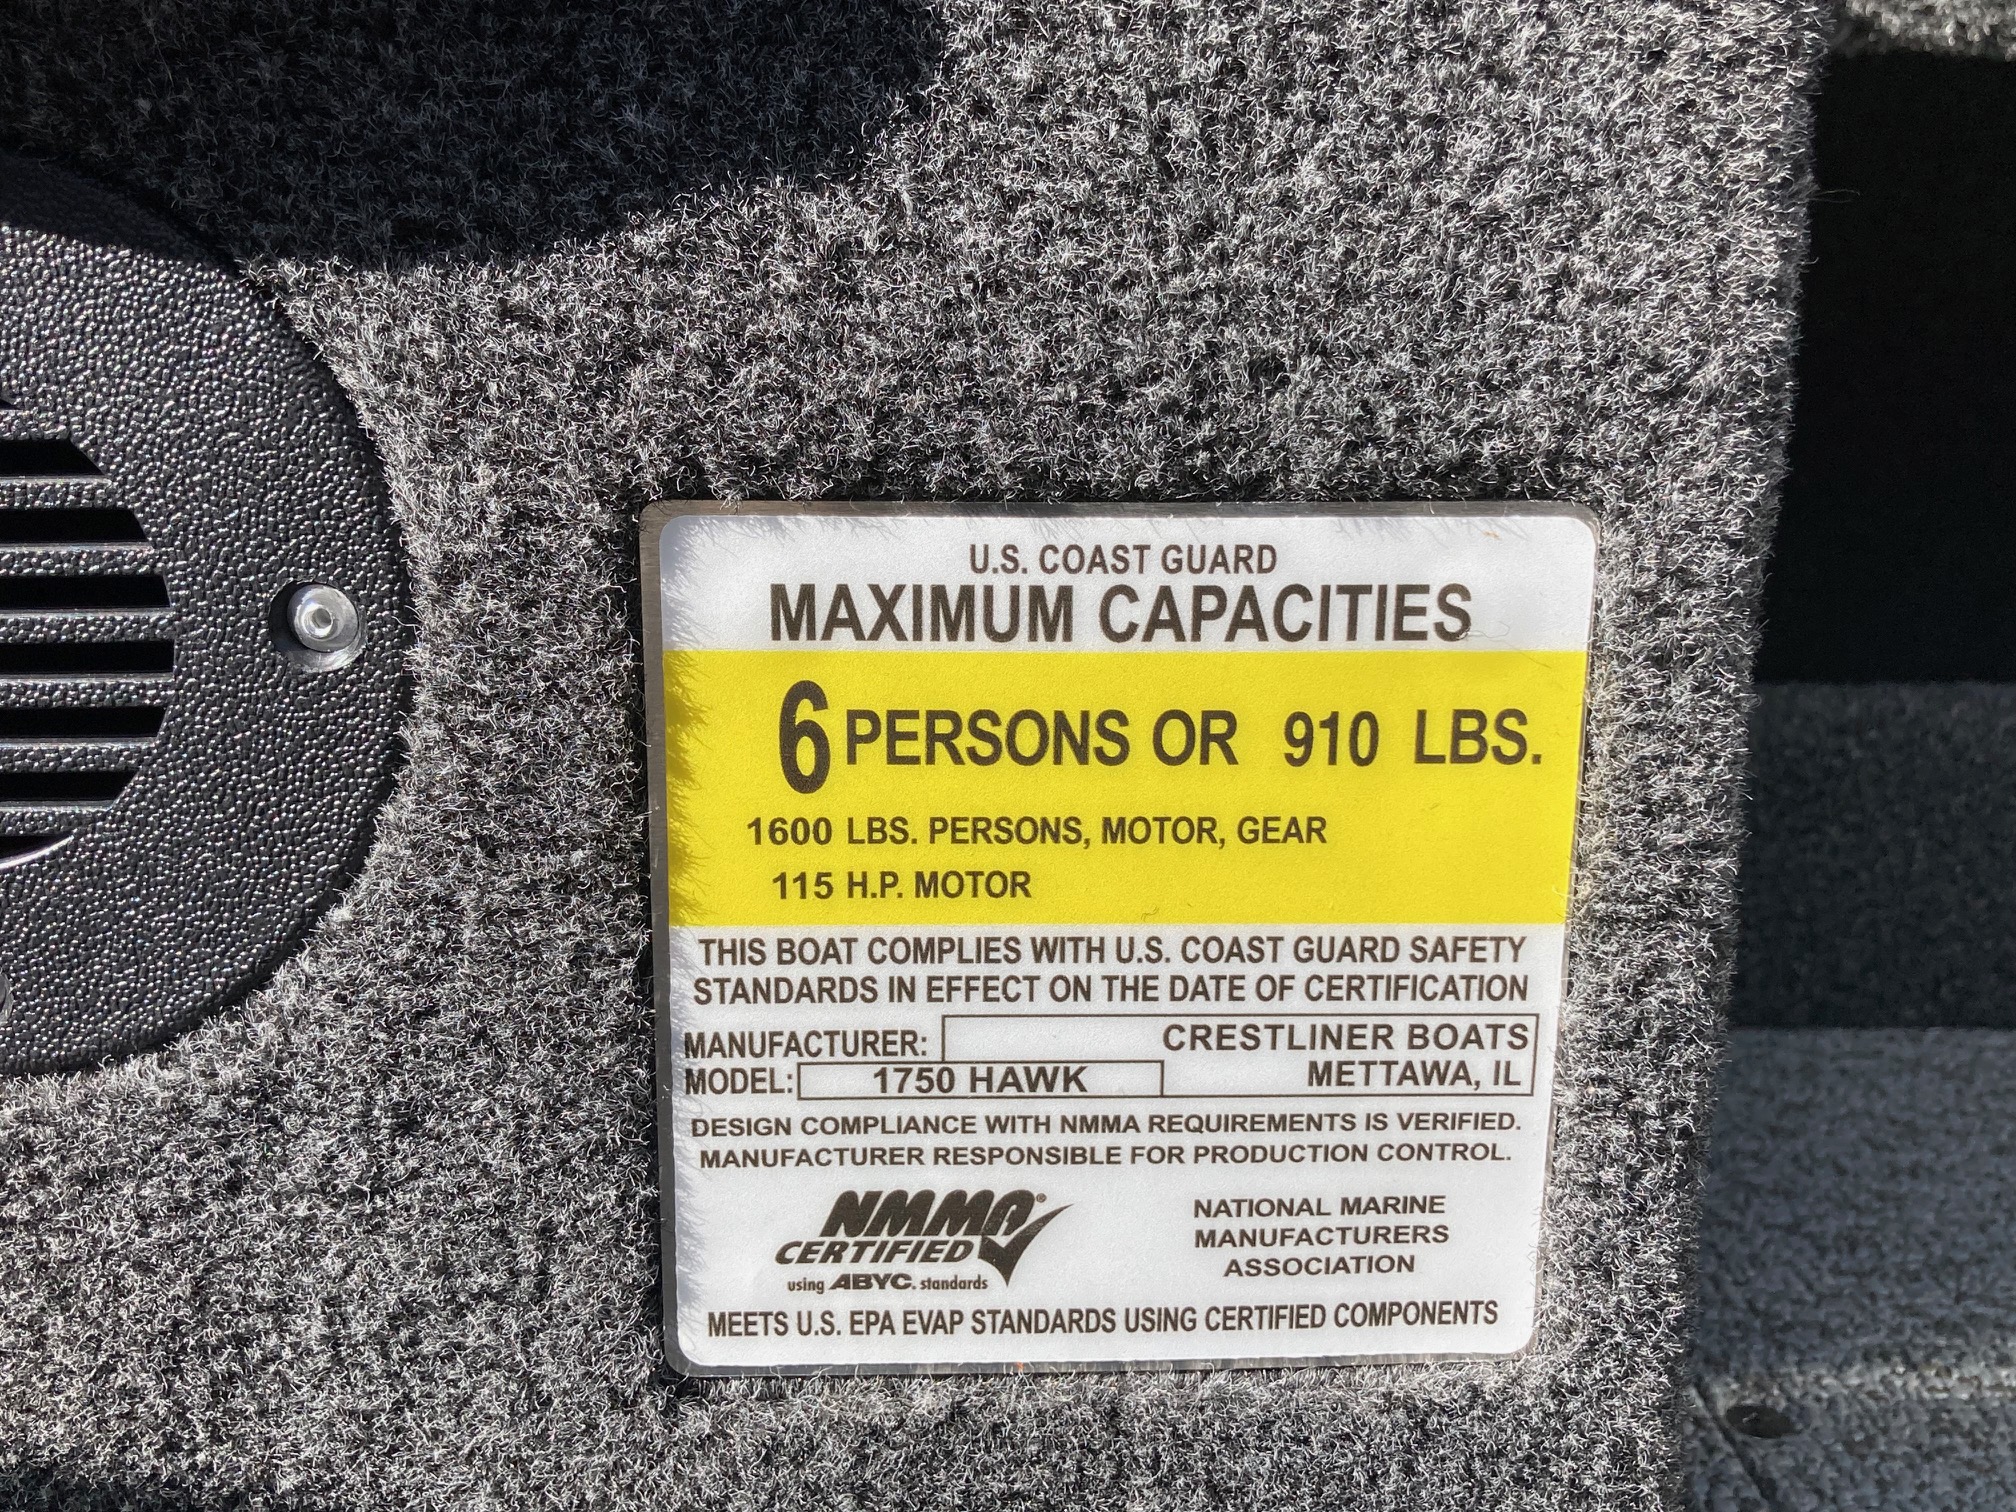 U.S. COAST GUARD
MAXIMUM CAPACITIES
6 PERSONS OR 910 LBS.
1600 LBS. PERSONS, MOTOR, GEAR
115 H.P. MOTOR
THIS BOAT COMPLIES WITH U.S. COAST GUARD SAFETY
STANDARDS IN EFFECT ON THE DATE OF CERTIFICATION
MANUFACTURER: CRESTLINER BOATS
MODEL: 1750 HAWK METTAWA, IL
DESIGN COMPLIANCE WITH NMMA REQUIREMENTS IS VERIFIED.
MANUFACTURER RESPONSIBLE FOR PRODUCTION CONTROL.
NMMA®
CERTIFIED
using ABYC. standards
NATIONAL MARINE
MANUFACTURERS
ASSOCIATION
MEETS U.S. EPA EVAP STANDARDS USING CERTIFIED COMPONENTS